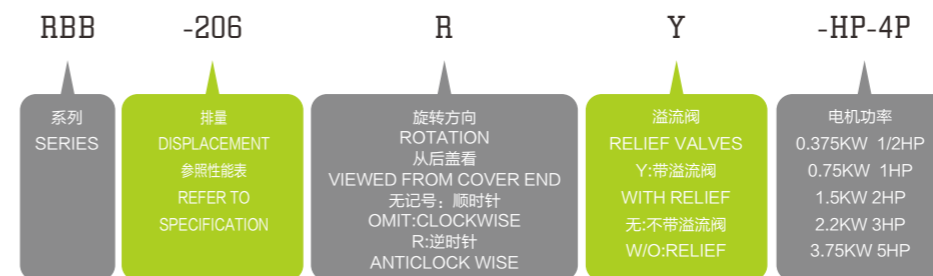 RBB -206 R Y -HP-4P
系列
SERIES
排量
DISPLACEMENT
参照性能表
REFER TO
SPECIFICATION
旋转方向
ROTATION
从后盖看
VIEWED FROM COVER END
无记号：顺时针
OMIT:CLOCKWISE
R:逆时针
ANTICLOCK WISE
溢流阀
RELIEF VALVES
Y:带溢流阀
WITH RELIEF
无:不带溢流阀
W/O:RELIEF
电机功率
0.375KW 1/2HP
0.75KW 1HP
1.5KW 2HP
2.2KW 3HP
3.75KW 5HP